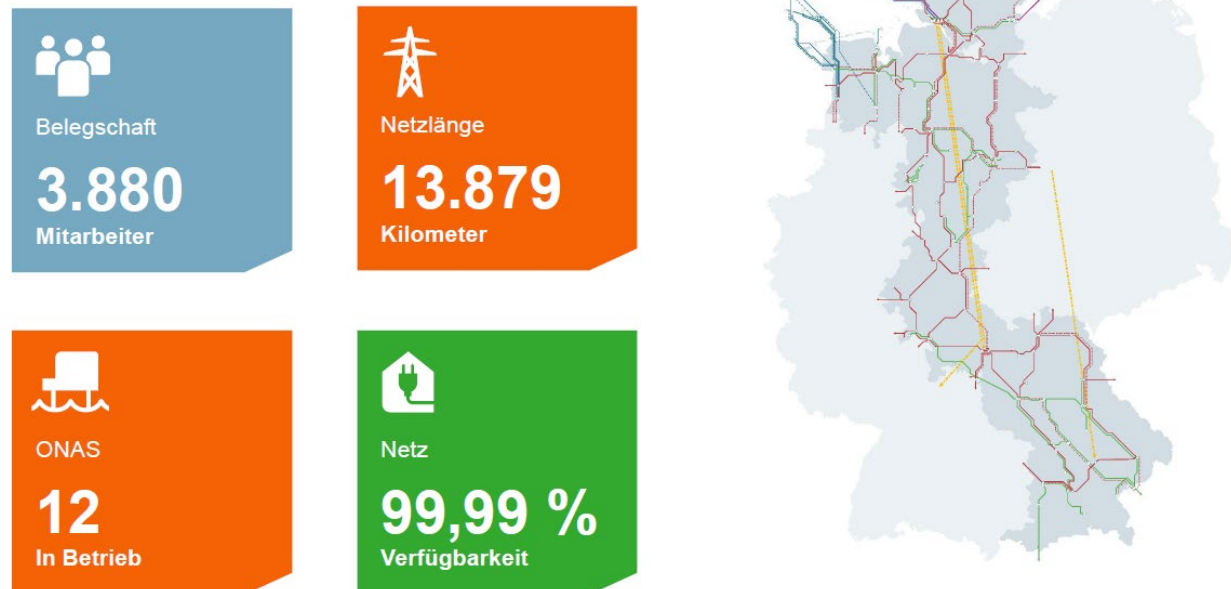 Belegschaft
3.880
Mitarbeiter
Netzlänge
13.879
Kilometer
ONAS
12
In Betrieb
Netz
99,99 %
Verfügbarkeit